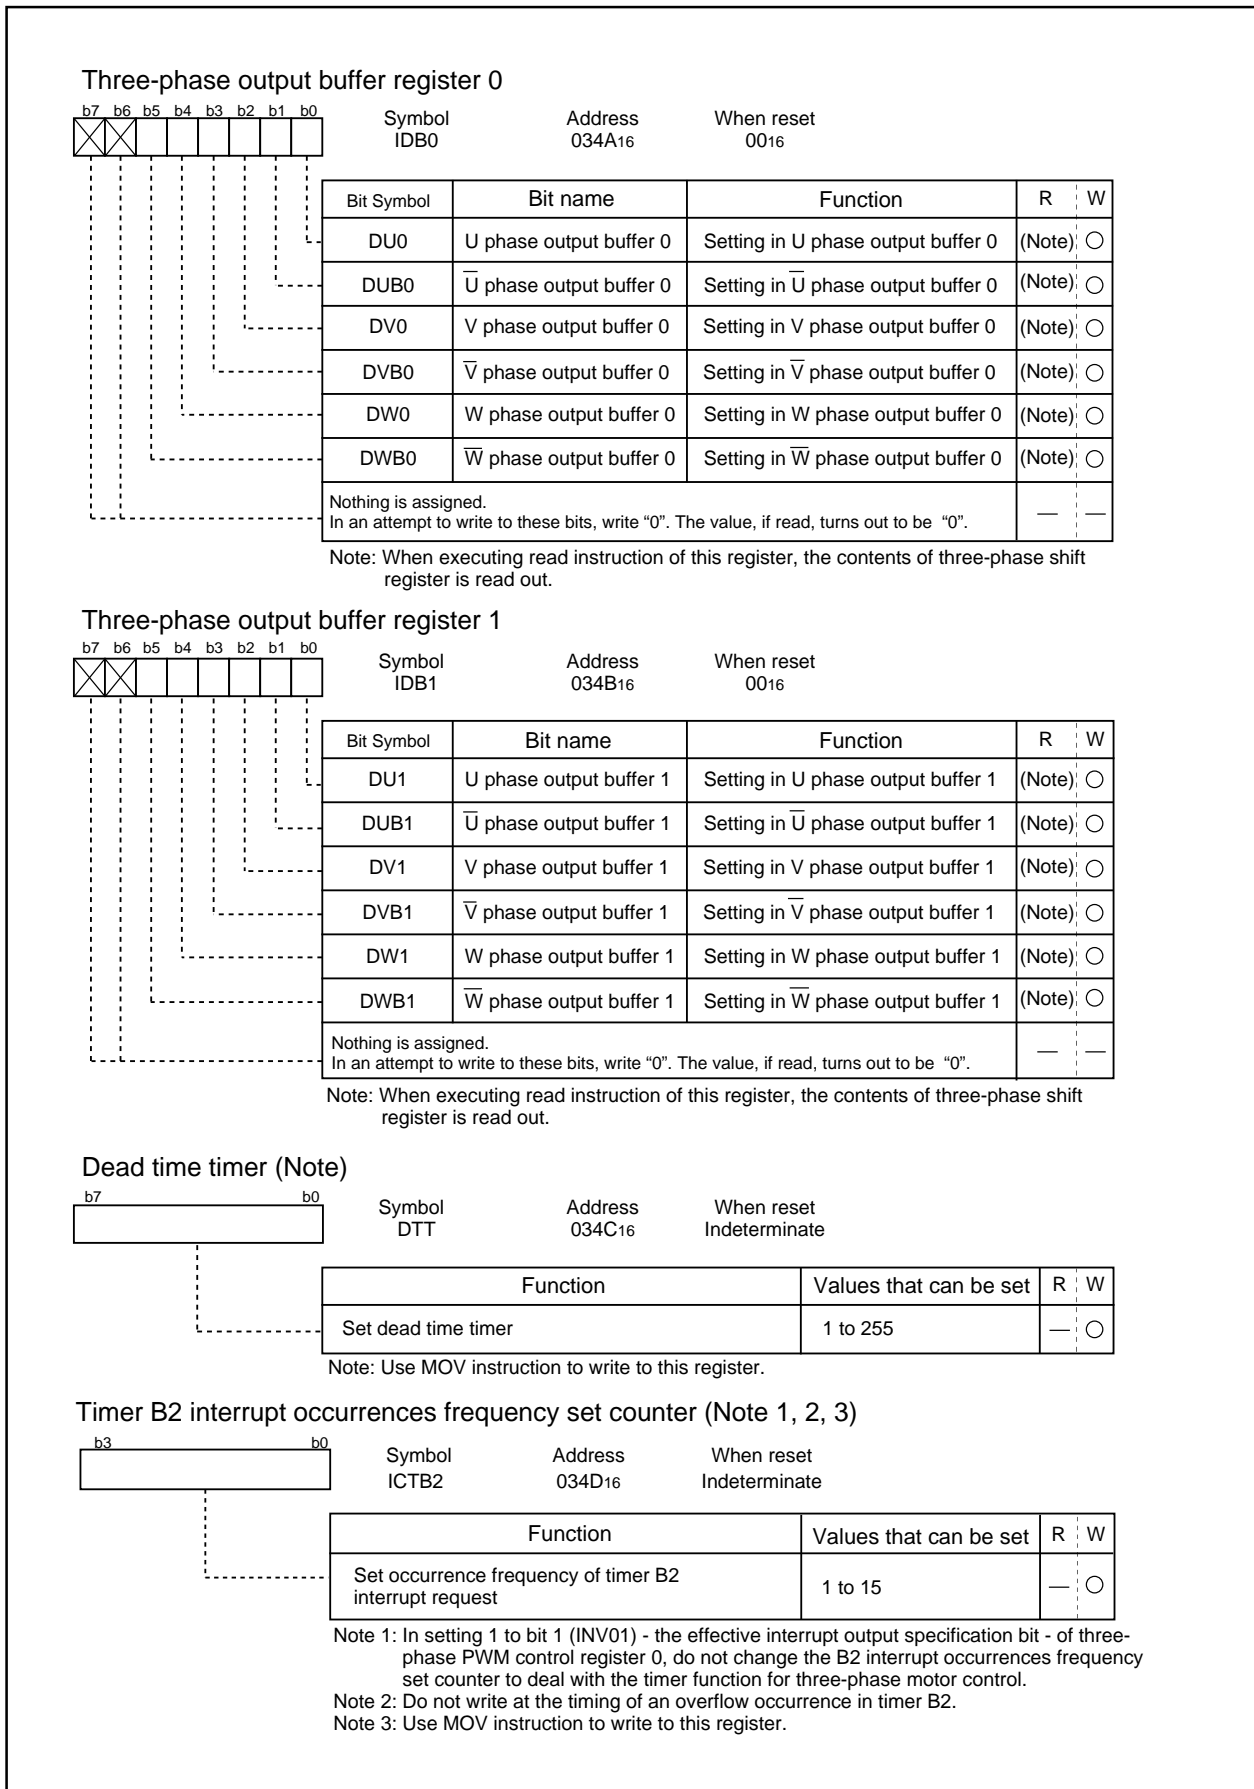 Three-phase output buffer register 0
b7 b6 b5 b4 b3 b2 b1 b0
Symbol Address When reset
IDB0 034A16 0016
Bit Symbol Bit name Function R W
DU0 U phase output buffer 0 Setting in U phase output buffer 0 (Note) ○
DUB0 U̅ phase output buffer 0 Setting in U̅ phase output buffer 0 (Note) ○
DV0 V phase output buffer 0 Setting in V phase output buffer 0 (Note) ○
DVB0 V̅ phase output buffer 0 Setting in V̅ phase output buffer 0 (Note) ○
DW0 W phase output buffer 0 Setting in W phase output buffer 0 (Note) ○
DWB0 W̅ phase output buffer 0 Setting in W̅ phase output buffer 0 (Note) ○
Nothing is assigned.
In an attempt to write to these bits, write “0”. The value, if read, turns out to be “0”. — —
Note: When executing read instruction of this register, the contents of three-phase shift
register is read out.
Three-phase output buffer register 1
b7 b6 b5 b4 b3 b2 b1 b0
Symbol Address When reset
IDB1 034B16 0016
Bit Symbol Bit name Function R W
DU1 U phase output buffer 1 Setting in U phase output buffer 1 (Note) ○
DUB1 U̅ phase output buffer 1 Setting in U̅ phase output buffer 1 (Note) ○
DV1 V phase output buffer 1 Setting in V phase output buffer 1 (Note) ○
DVB1 V̅ phase output buffer 1 Setting in V̅ phase output buffer 1 (Note) ○
DW1 W phase output buffer 1 Setting in W phase output buffer 1 (Note) ○
DWB1 W̅ phase output buffer 1 Setting in W̅ phase output buffer 1 (Note) ○
Nothing is assigned.
In an attempt to write to these bits, write “0”. The value, if read, turns out to be “0”. — —
Note: When executing read instruction of this register, the contents of three-phase shift
register is read out.
Dead time timer (Note)
b7 b0
Symbol Address When reset
DTT 034C16 Indeterminate
Function Values that can be set R W
Set dead time timer 1 to 255 — ○
Note: Use MOV instruction to write to this register.
Timer B2 interrupt occurrences frequency set counter (Note 1, 2, 3)
b3 b0
Symbol Address When reset
ICTB2 034D16 Indeterminate
Function Values that can be set R W
Set occurrence frequency of timer B2
interrupt request 1 to 15 — ○
Note 1: In setting 1 to bit 1 (INV01) - the effective interrupt output specification bit - of three-
phase PWM control register 0, do not change the B2 interrupt occurrences frequency
set counter to deal with the timer function for three-phase motor control.
Note 2: Do not write at the timing of an overflow occurrence in timer B2.
Note 3: Use MOV instruction to write to this register.